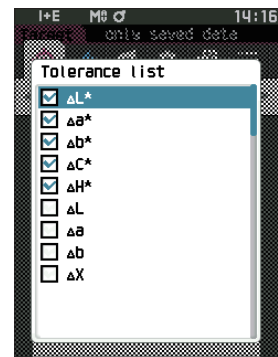 I+E M 14:16
Target only saved data
Tolerance list
ΔL*
Δa*
Δb*
ΔC*
ΔH*
ΔL
Δa
Δb
ΔX